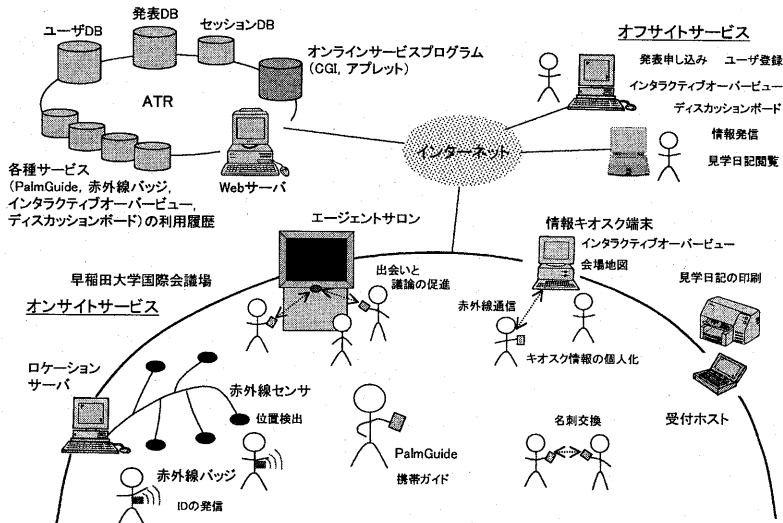 ユーザDB
発表DB
セッションDB
オンラインサービスプログラム
(CGI, アプレット)
ATR
Webサーバ
各種サービス
(PalmGuide, 赤外線バッジ,
インタラクティブオーバービュー,
ディスカッションボード)の利用履歴
インターネット
オフサイトサービス
発表申し込み ユーザ登録
インタラクティブオーバービュー
ディスカッションボード
情報発信
見学日記閲覧
エージェントサロン
出会いと
議論の促進
情報キオスク端末
インタラクティブオーバービュー
会場地図
赤外線通信
キオスク情報の個人化
見学日記の印刷
受付ホスト
早稲田大学国際会議場
オンサイトサービス
ロケーション
サーバ
赤外線センサ
位置検出
赤外線バッジ
IDの発信
PalmGuide
携帯ガイド
名刺交換